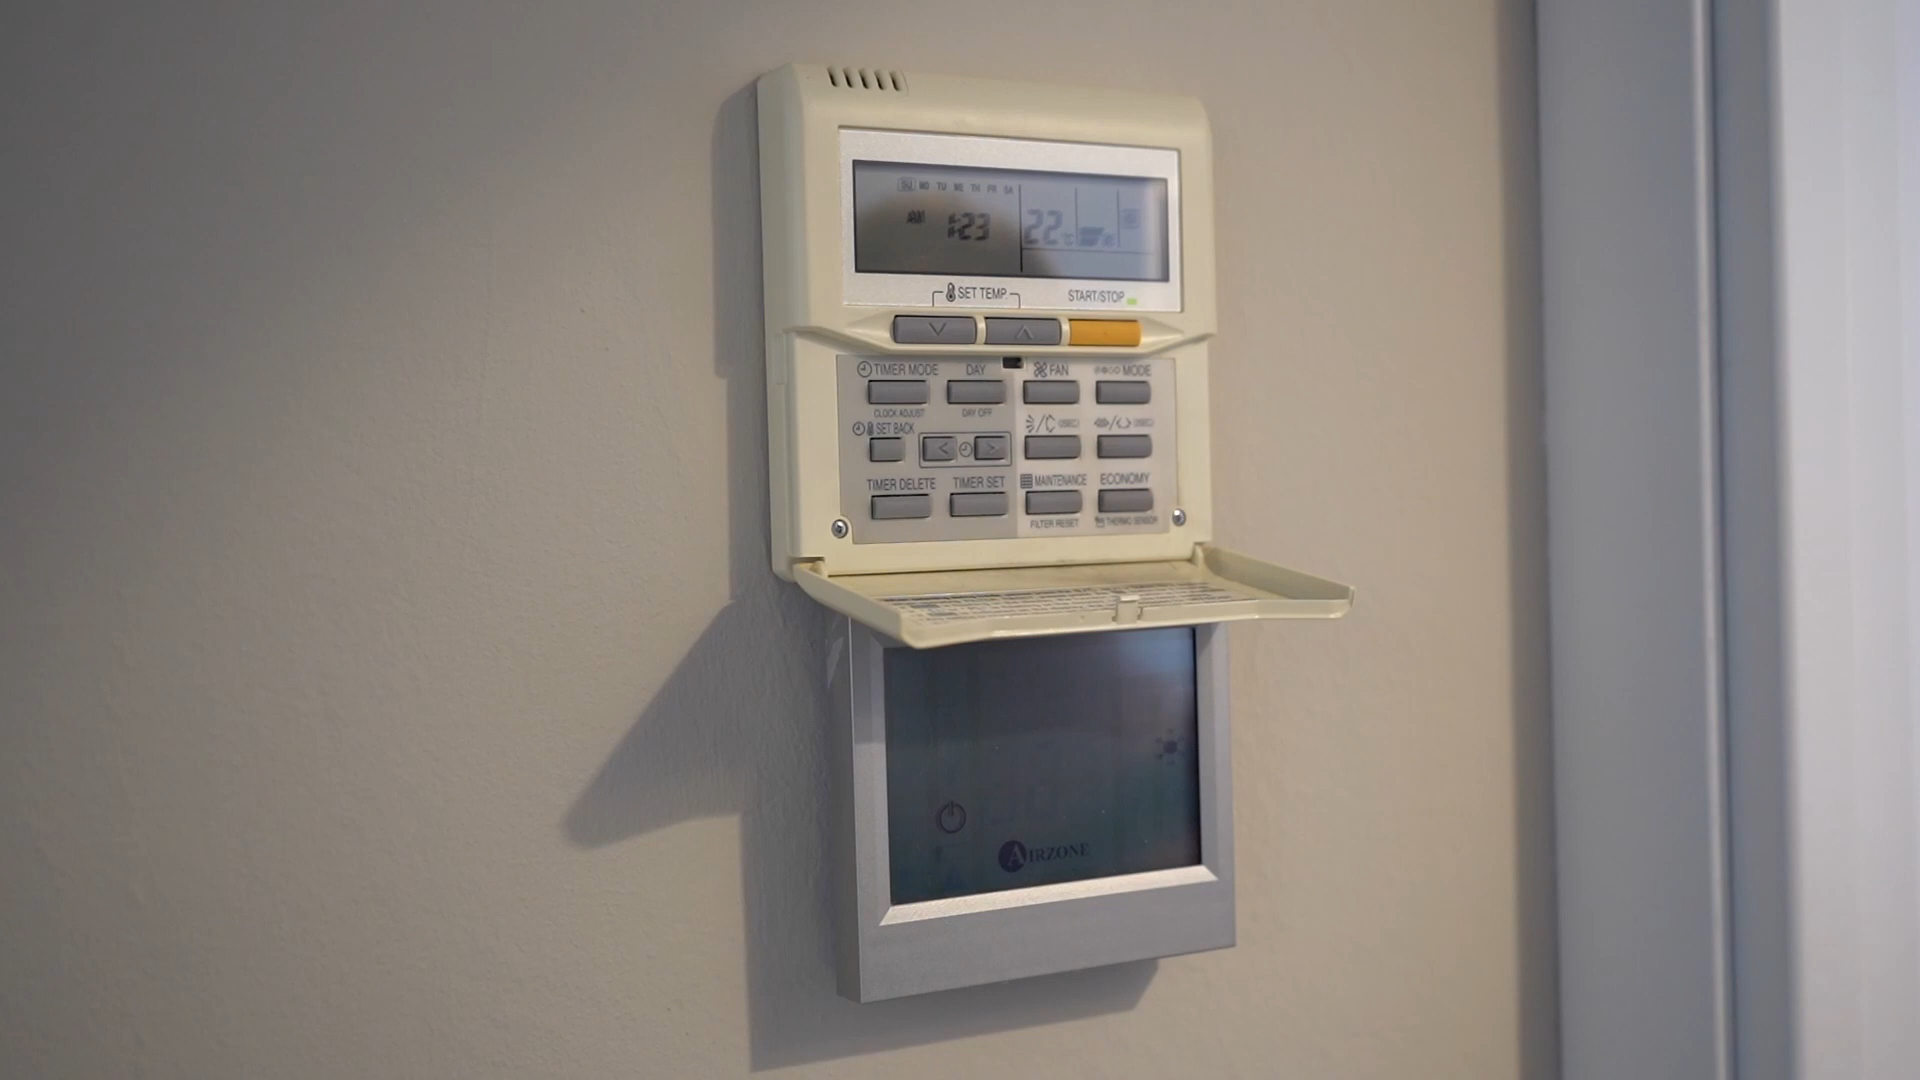 SU MO TU WE TH FR SA
AM 1:23 22°C
SET TEMP. START/STOP
TIMER MODE DAY FAN MODE
CLOCK ADJUST DAY OFF
SET BACK
TIMER DELETE TIMER SET MAINTENANCE ECONOMY
FILTER RESET THERMO SENSOR
AIRZONE